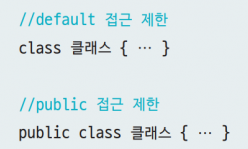 //default 접근 제한
class 클래스 { … }
//public 접근 제한
public class 클래스 { … }